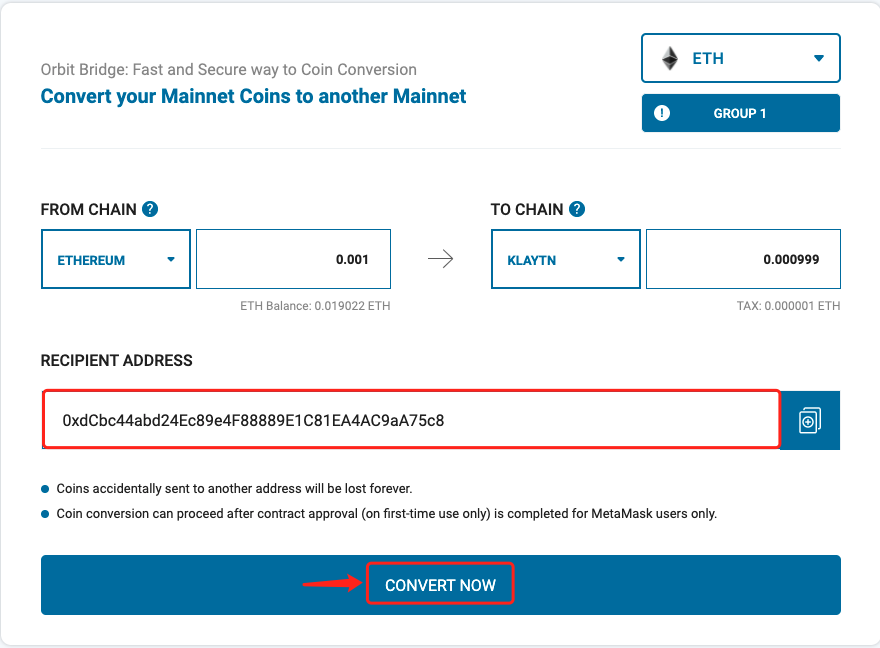 Orbit Bridge: Fast and Secure way to Coin Conversion
Convert your Mainnet Coins to another Mainnet
ETH
!
GROUP 1
FROM CHAIN ?
TO CHAIN ?
ETHEREUM
0.001
KLAYTN
0.000999
ETH Balance: 0.019022 ETH
TAX: 0.000001 ETH
RECIPIENT ADDRESS
0xdCbc44abd24Ec89e4F88889E1C81EA4AC9aA75c8
Coins accidentally sent to another address will be lost forever.
Coin conversion can proceed after contract approval (on first-time use only) is completed for MetaMask users only.
CONVERT NOW